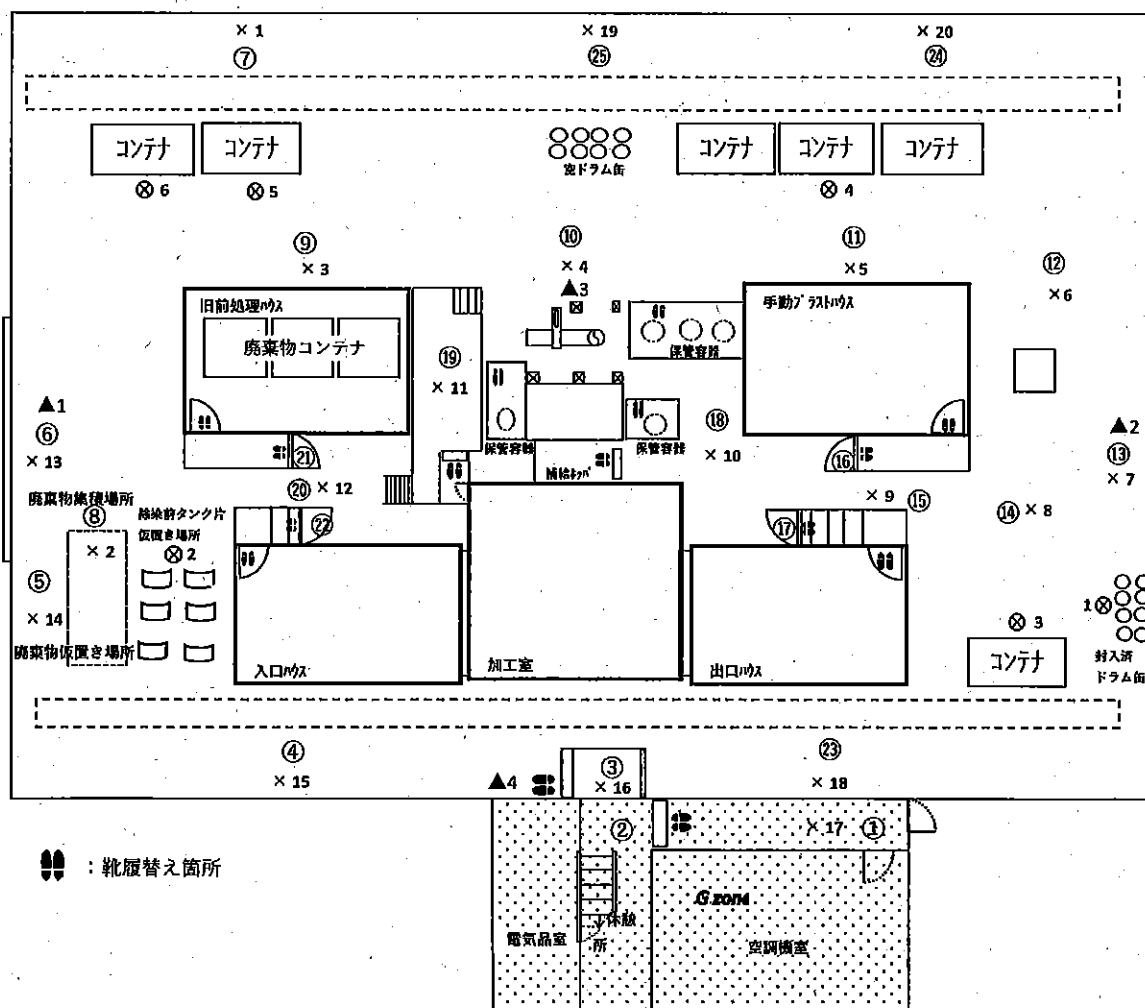 × 1
× 19
× 20
⑦
㉕
㉔
コンテナ
コンテナ
空ドラム缶
コンテナ
コンテナ
コンテナ
⊗ 6
⊗ 5
⊗ 4
⑨
× 3
⑩
× 4
▲3
⑪
× 5
⑫
× 6
旧前処理ハウス
廃棄物コンテナ
手動ブラストハウス
保管容器
⑲
× 11
⑱
× 10
保管容器
保管容器
補給キャパ
▲1
⑥
× 13
▲2
⑬
× 7
㉑
⑳ × 12
⑯
× 9
⑮
⑭ × 8
廃棄物集積場所
⑧
× 2
除染前タンク片
仮置き場所
⊗ 2
㉒
⑰
⑤
× 14
廃棄物仮置き場所
入口ハウス
加工室
出口ハウス
1 ⊗
⊗ 3
コンテナ
封入済
ドラム缶
④
× 15
▲4
③
× 16
㉓
× 18
②
× 17 ①
：靴履替え箇所
G zone
電気品室
休憩
所
空調機室